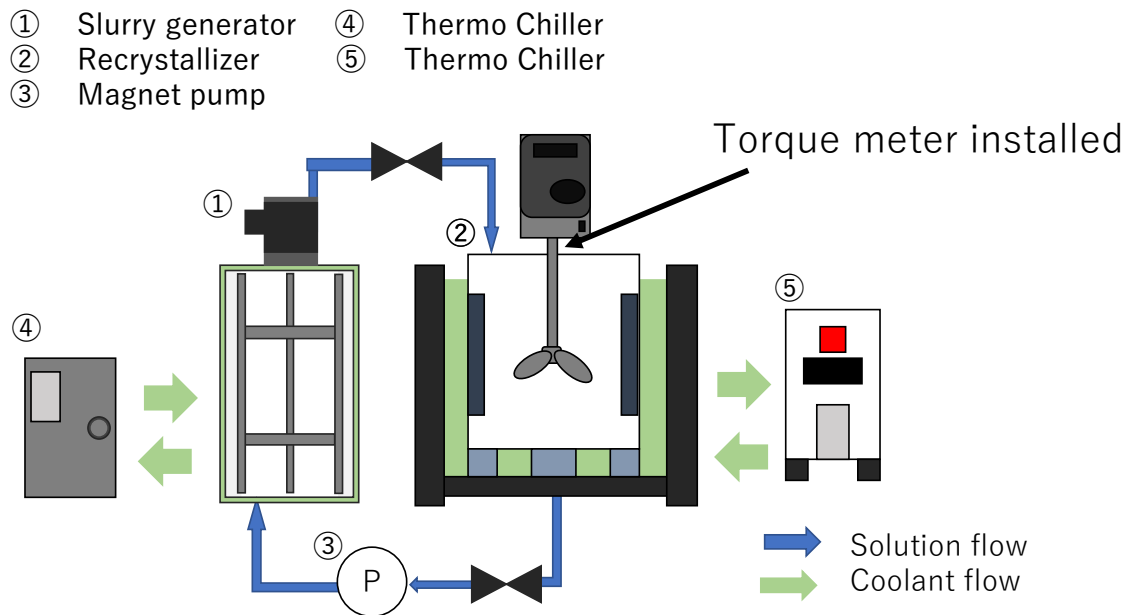 ① Slurry generator ④ Thermo Chiller
② Recrystallizer ⑤ Thermo Chiller
③ Magnet pump
Torque meter installed
①
②
⑤
④
③
P
Solution flow
Coolant flow